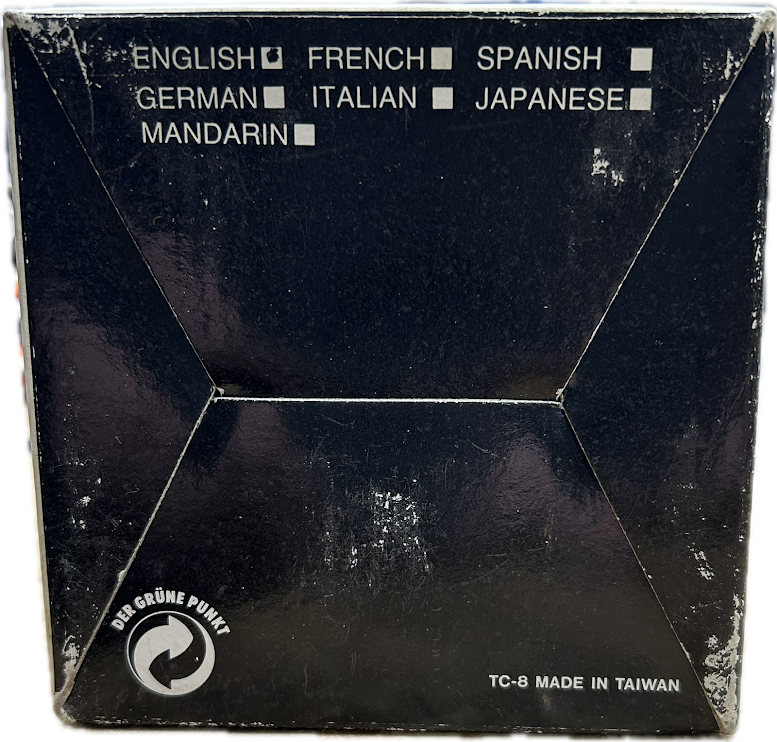 ENGLISH FRENCH SPANISH
GERMAN ITALIAN JAPANESE
MANDARIN
DER GRÜNE PUNKT
TC-8 MADE IN TAIWAN